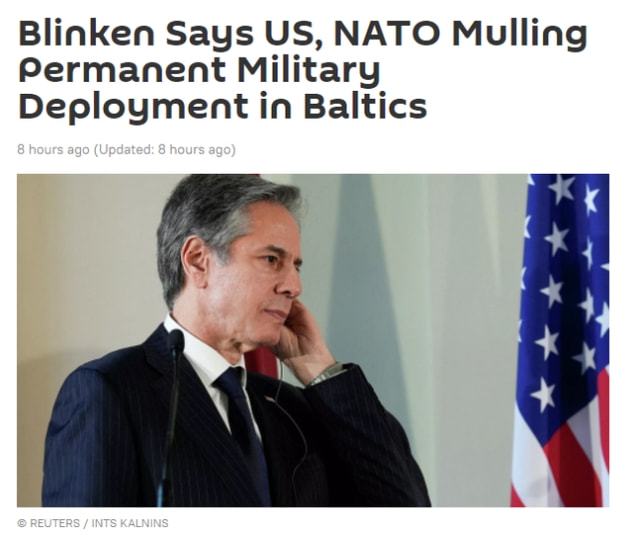 Blinken Says US, NATO Mulling
Permanent Military
Deployment in Baltics
8 hours ago (Updated: 8 hours ago)
© REUTERS / INTS KALNINS